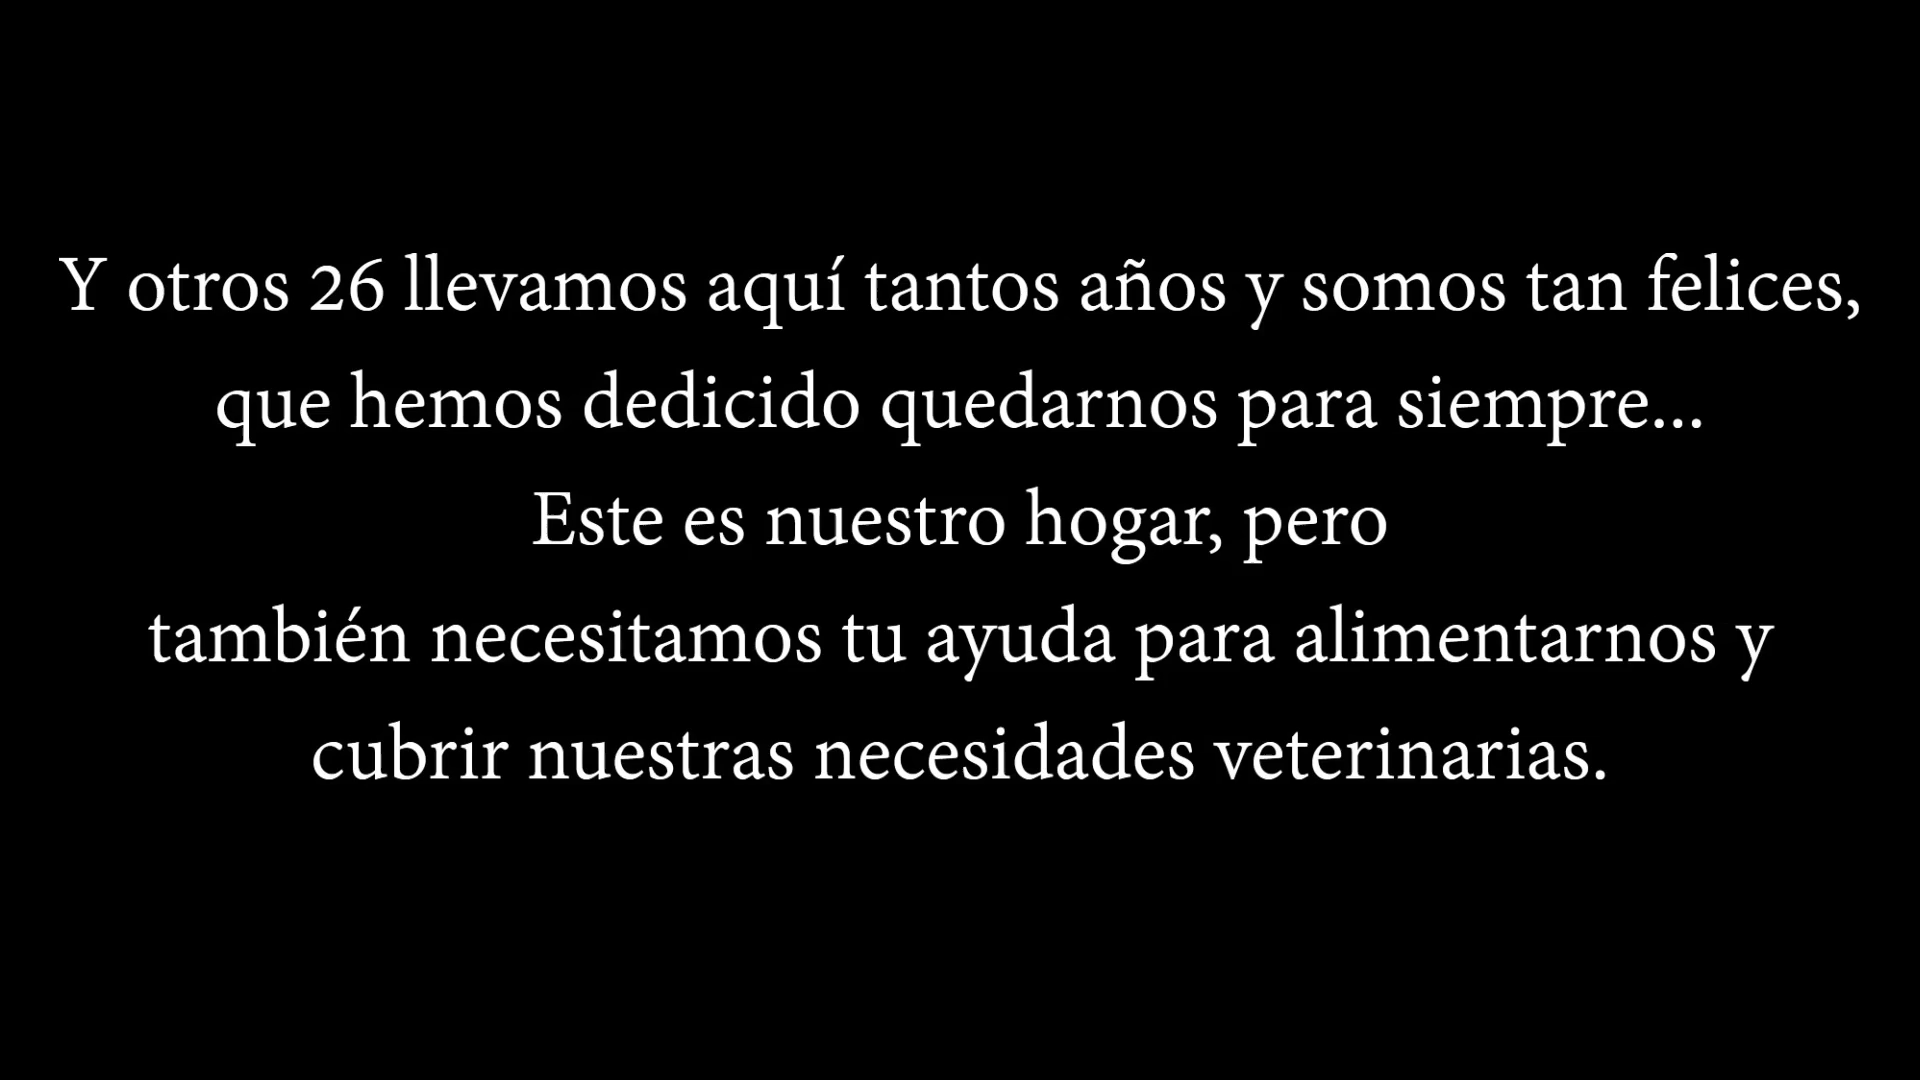 Y otros 26 llevamos aquí tantos años y somos tan felices,
que hemos dedicido quedarnos para siempre...
Este es nuestro hogar, pero
también necesitamos tu ayuda para alimentarnos y
cubrir nuestras necesidades veterinarias.